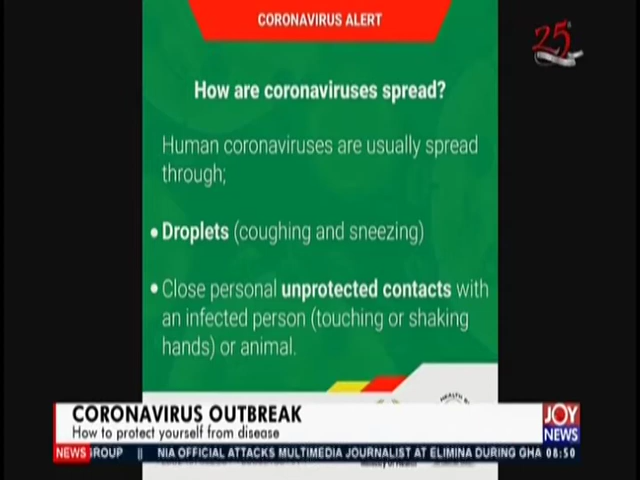 CORONAVIRUS ALERT
25
How are coronaviruses spread?
Human coronaviruses are usually spread
through;
• Droplets (coughing and sneezing)
• Close personal unprotected contacts with
an infected person (touching or shaking
hands) or animal.
CORONAVIRUS OUTBREAK
How to protect yourself from disease
JOY
NEWS
NEWS GROUP || NIA OFFICIAL ATTACKS MULTIMEDIA JOURNALIST AT ELIMINA DURING GHA 08:50